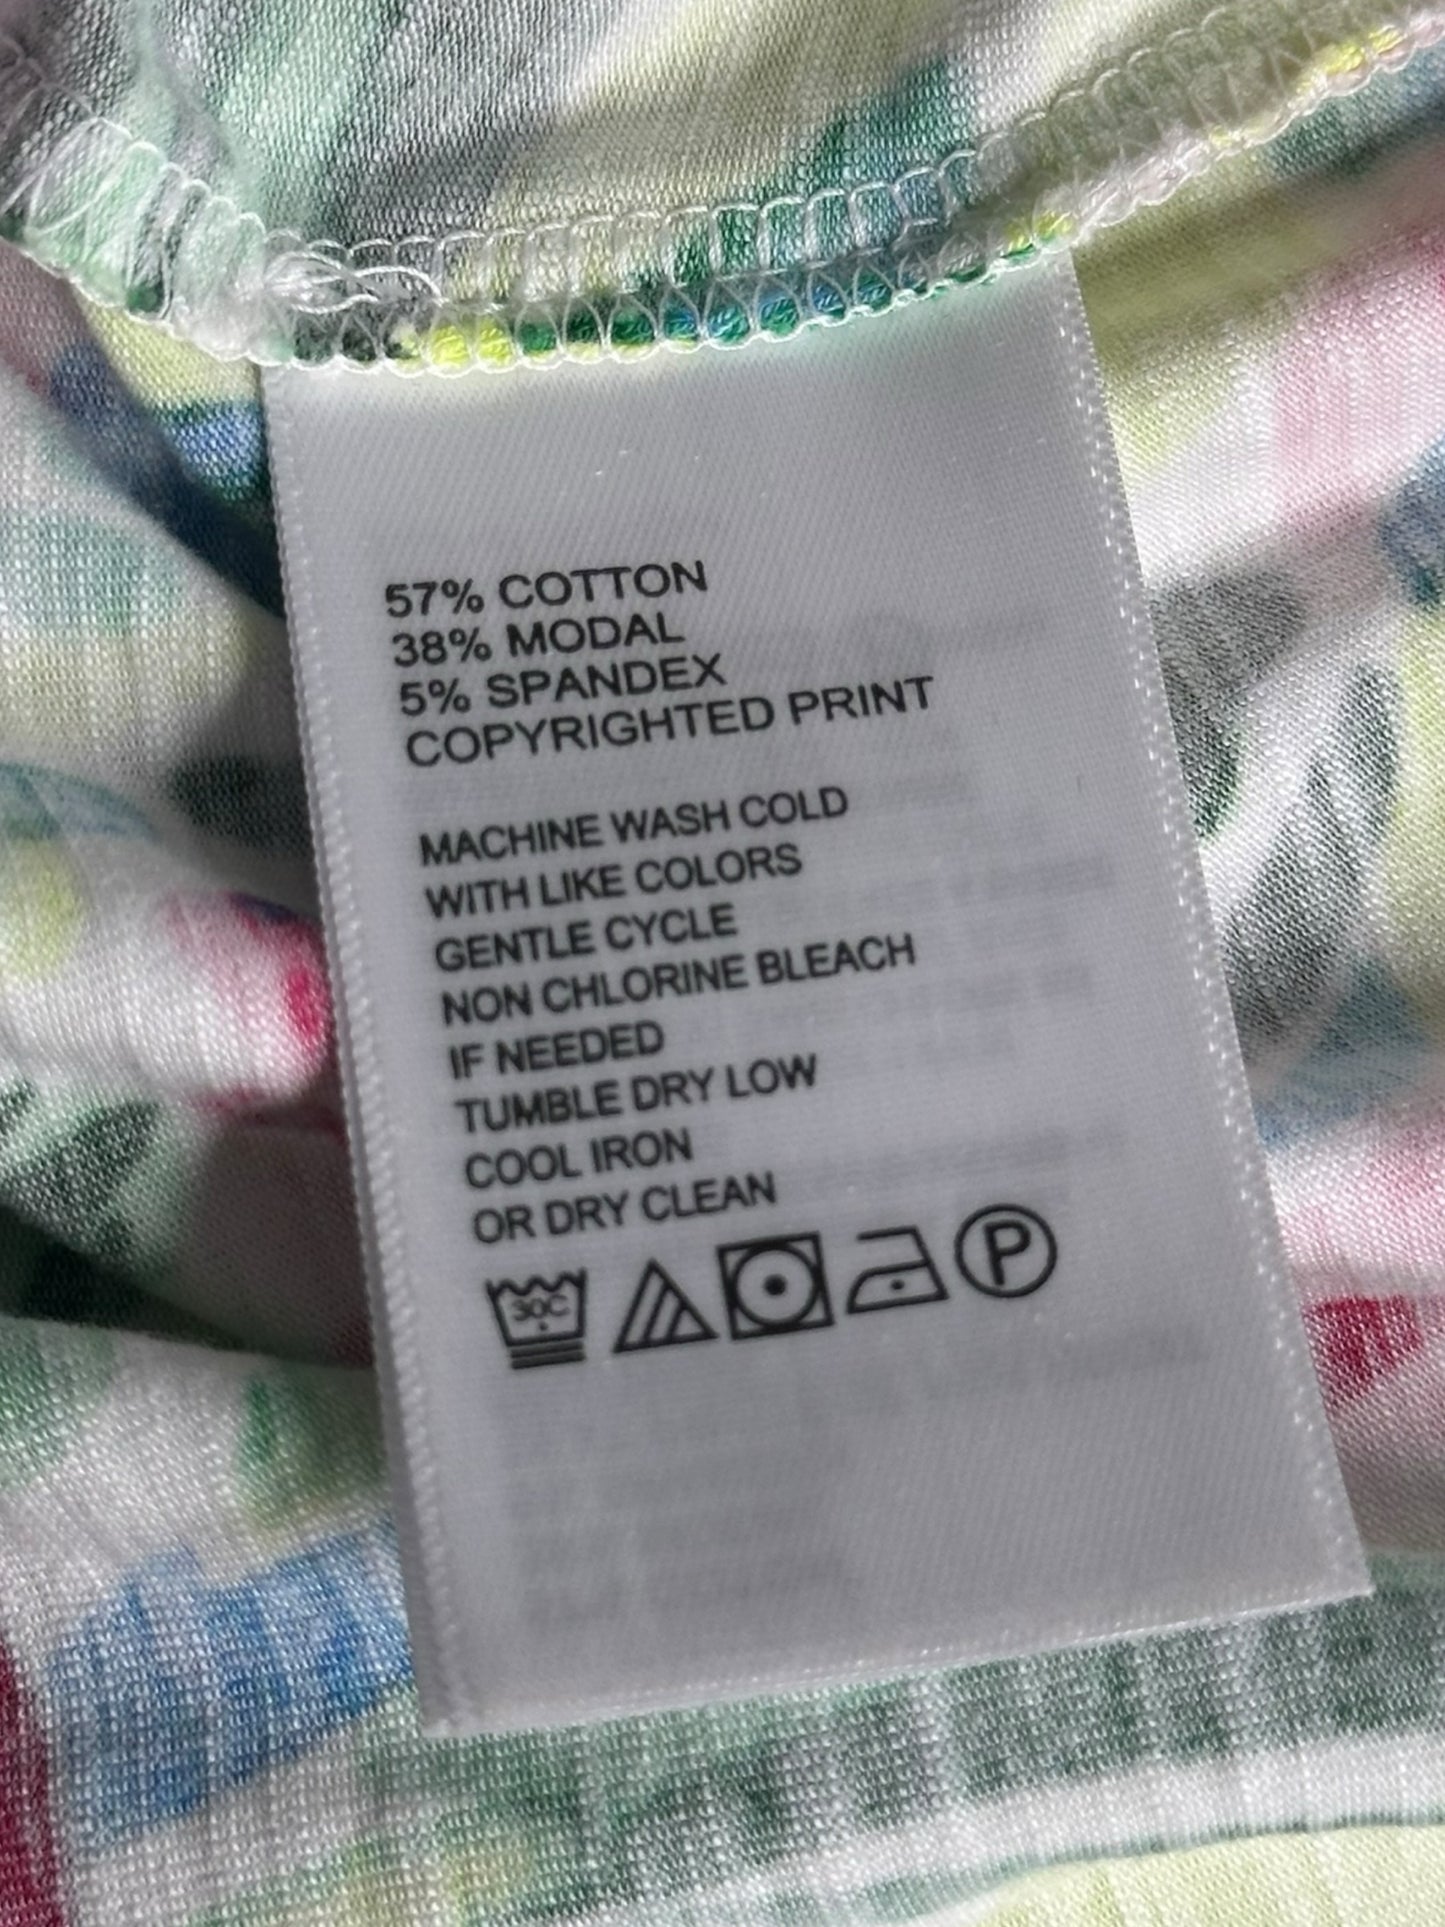 57% COTTON
38% MODAL
5% SPANDEX
COPYRIGHTED PRINT
MACHINE WASH COLD
WITH LIKE COLORS
GENTLE CYCLE
NON CHLORINE BLEACH
IF NEEDED
TUMBLE DRY LOW
COOL IRON
OR DRY CLEAN
30C P